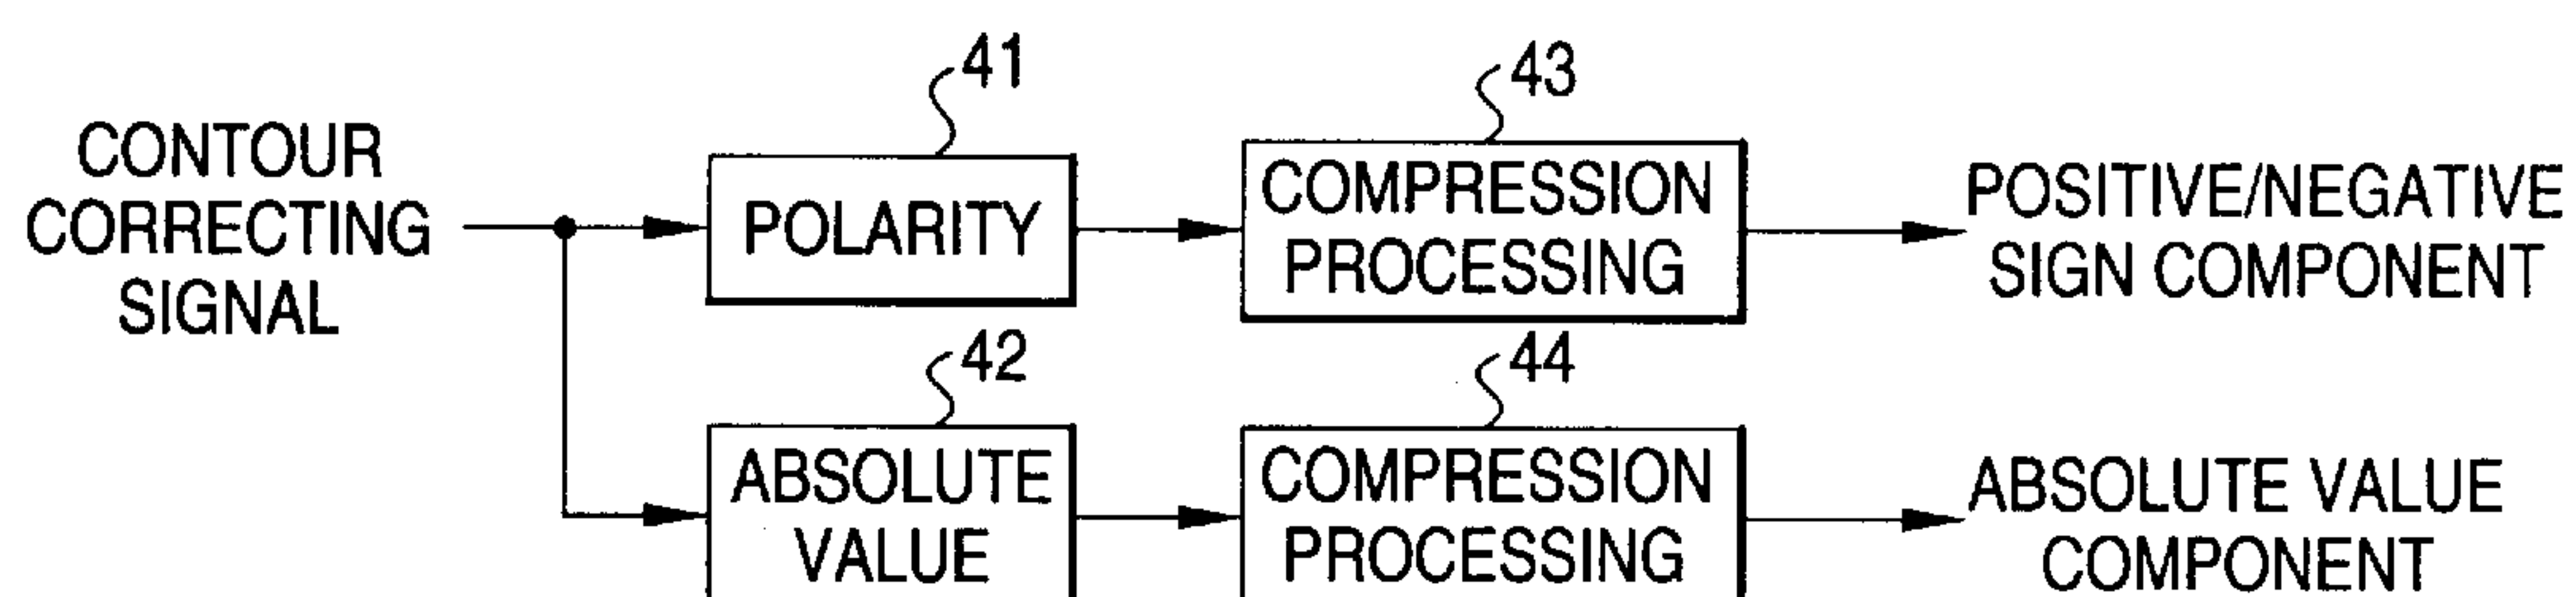 41
43
CONTOUR
CORRECTING
SIGNAL
POLARITY
COMPRESSION
PROCESSING
POSITIVE/NEGATIVE
SIGN COMPONENT
42
44
ABSOLUTE
VALUE
COMPRESSION
PROCESSING
ABSOLUTE VALUE
COMPONENT